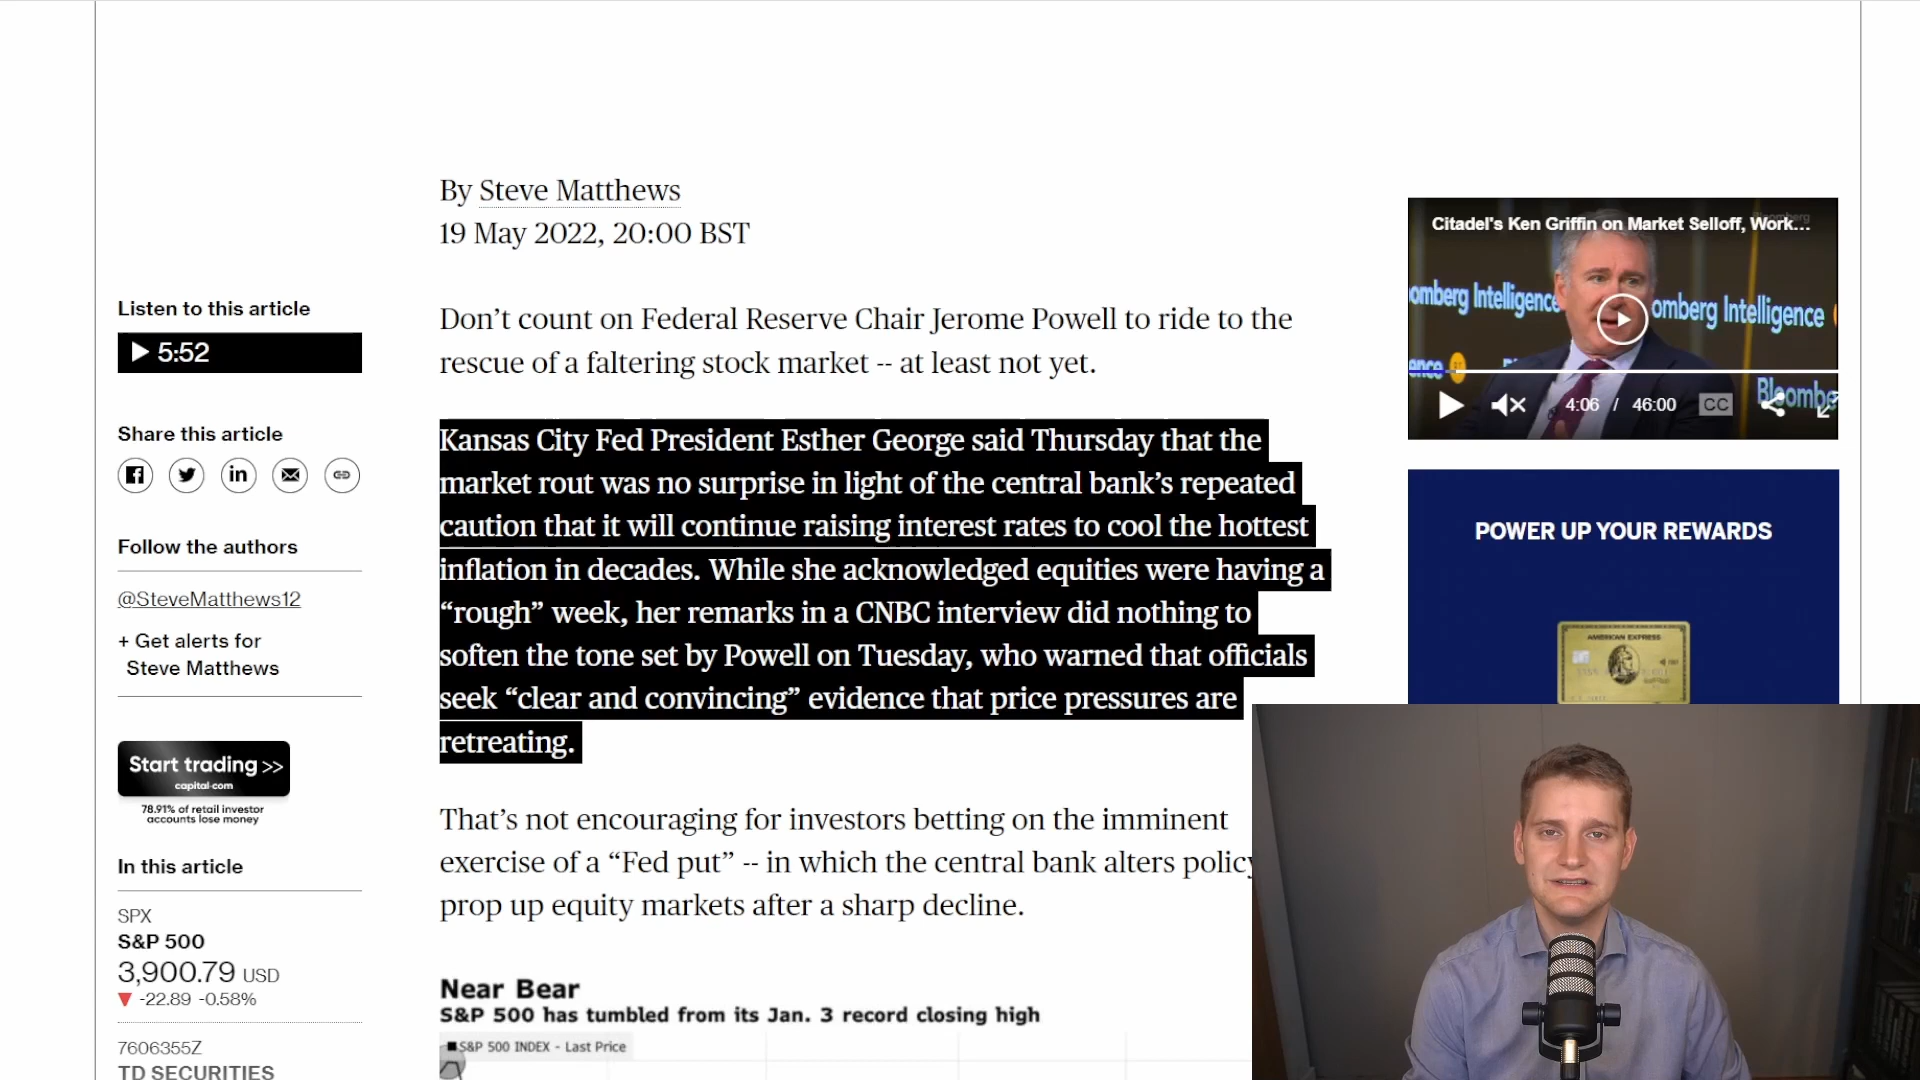 By Steve Matthews
19 May 2022, 20:00 BST
Listen to this article
5:52
Share this article
Follow the authors
@SteveMatthews12
+ Get alerts for
Steve Matthews
Start trading >>
capital.com
78.91% of retail investor
accounts lose money
In this article
SPX
S&P 500
3,900.79 USD
-22.89 -0.58%
7606355Z
TD SECURITIES
Don’t count on Federal Reserve Chair Jerome Powell to ride to the
rescue of a faltering stock market -- at least not yet.
Kansas City Fed President Esther George said Thursday that the
market rout was no surprise in light of the central bank’s repeated
caution that it will continue raising interest rates to cool the hottest
inflation in decades. While she acknowledged equities were having a
“rough” week, her remarks in a CNBC interview did nothing to
soften the tone set by Powell on Tuesday, who warned that officials
seek “clear and convincing” evidence that price pressures are
retreating.
That’s not encouraging for investors betting on the imminent
exercise of a “Fed put” -- in which the central bank alters policy
prop up equity markets after a sharp decline.
Near Bear
S&P 500 has tumbled from its Jan. 3 record closing high
S&P 500 INDEX - Last Price
Bloomberg
Citadel's Ken Griffin on Market Selloff, Work...
omberg Intelligence
omberg Intelligence
ence
Bloombe
4:06 / 46:00 CC
POWER UP YOUR REWARDS
AMERICAN EXPRESS